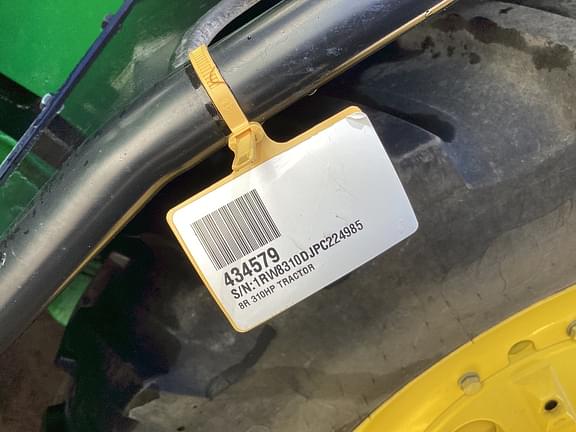 434579
S/N:1RW8310DJPC224985
8R 310HP TRACTOR